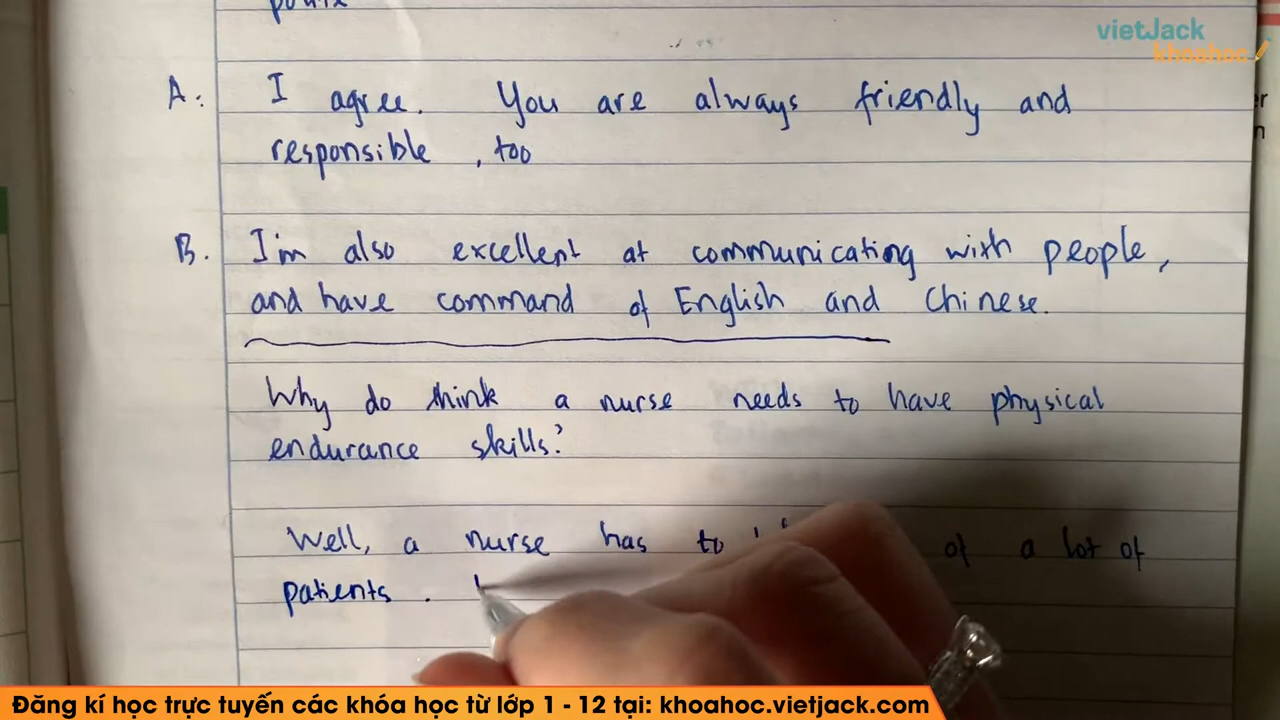 vietJack
khoahoc
A. I agree. You are always friendly and
responsible, too
B. I'm also excellent at communicating with people,
and have command of English and Chinese.
Why do think a nurse needs to have physical
endurance skills?
Well, a nurse has to of a lot of
patients.
Đăng kí học trực tuyến các khóa học từ lớp 1 - 12 tại: khoahoc.vietjack.com